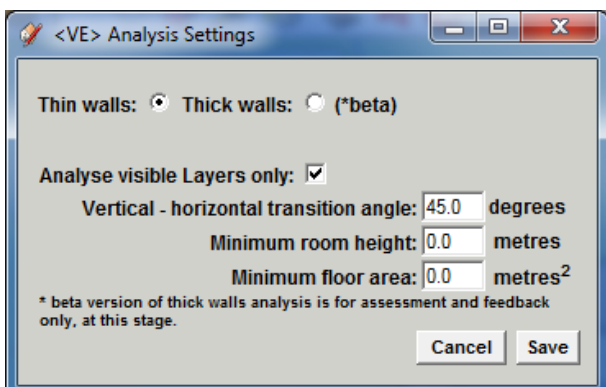 <VE> Analysis Settings
Thin walls: Thick walls: (*beta)
Analyse visible Layers only:
Vertical - horizontal transition angle: 45.0 degrees
Minimum room height: 0.0 metres
Minimum floor area: 0.0 metres²
* beta version of thick walls analysis is for assessment and feedback
only, at this stage.
Cancel Save